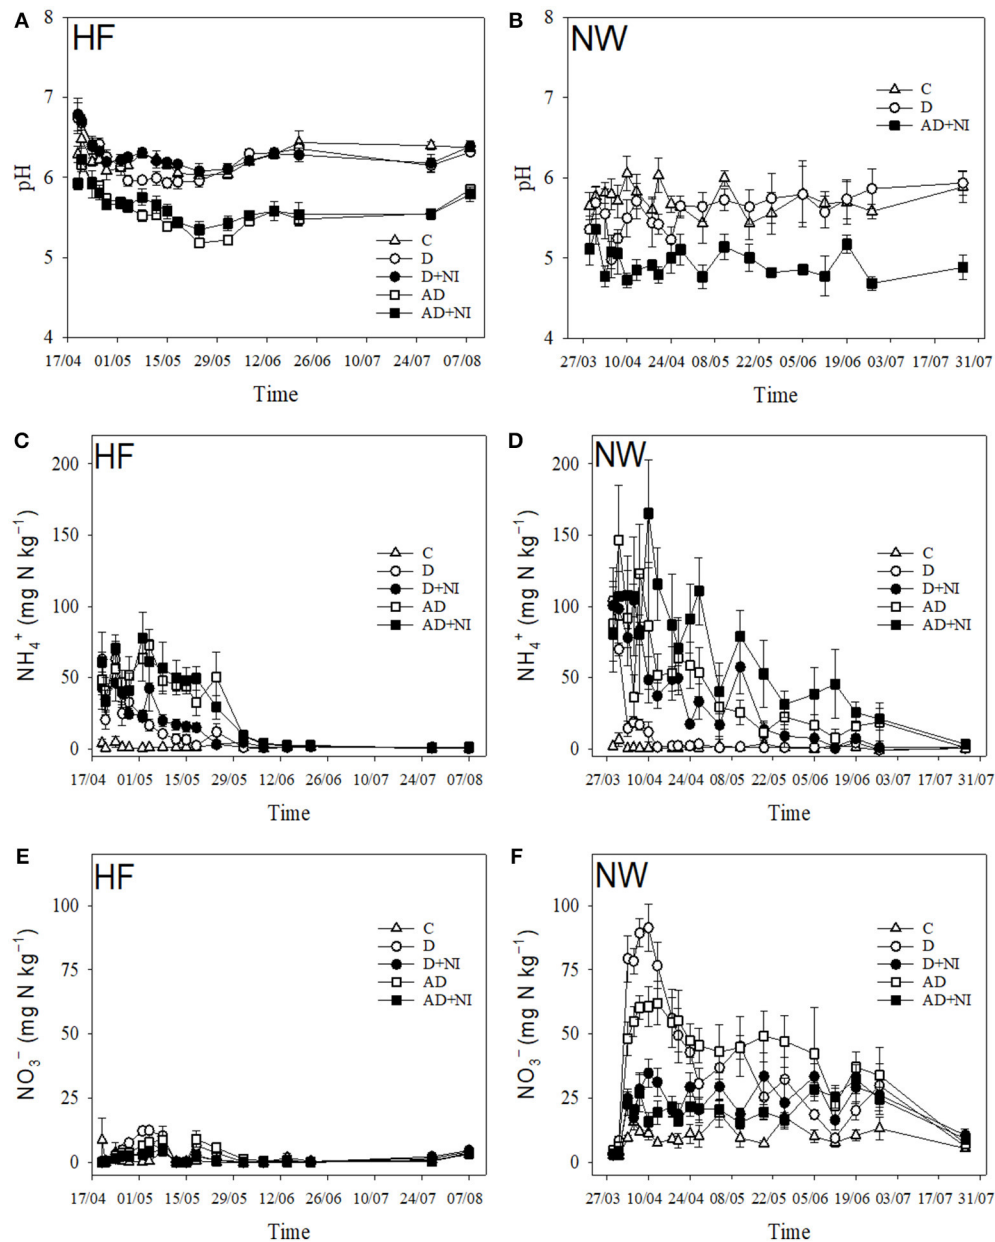 A
HF
8
7
6
5
4
pH
C
D
D+NI
AD
AD+NI
17/04 01/05 15/05 29/05 12/06 26/06 10/07 24/07 07/08
Time
B
NW
8
7
6
5
4
pH
C
D
AD+NI
27/03 10/04 24/04 08/05 22/05 05/06 19/06 03/07 17/07 31/07
Time
C
HF
200
150
100
50
0
NH₄⁺ (mg N kg⁻¹)
C
D
D+NI
AD
AD+NI
17/04 01/05 15/05 29/05 12/06 26/06 10/07 24/07 07/08
Time
D
NW
200
150
100
50
0
NH₄⁺ (mg N kg⁻¹)
C
D
D+NI
AD
AD+NI
27/03 10/04 24/04 08/05 22/05 05/06 19/06 03/07 17/07 31/07
Time
E
HF
100
75
50
25
0
NO₃⁻ (mg N kg⁻¹)
C
D
D+NI
AD
AD+NI
17/04 01/05 15/05 29/05 12/06 26/06 10/07 24/07 07/08
Time
F
NW
100
75
50
25
0
NO₃⁻ (mg N kg⁻¹)
C
D
D+NI
AD
AD+NI
27/03 10/04 24/04 08/05 22/05 05/06 19/06 03/07 17/07 31/07
Time